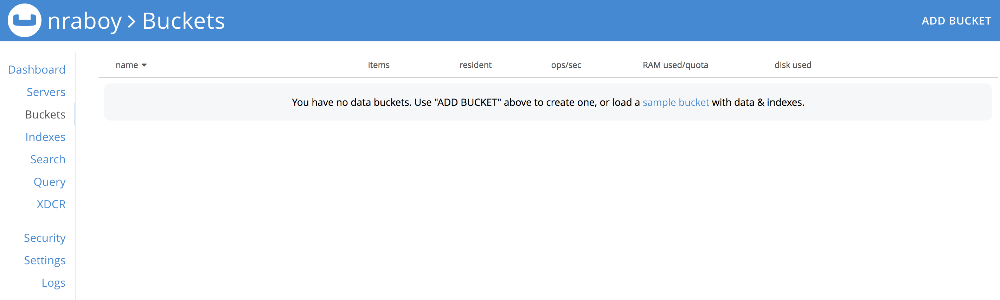 nraboy > Buckets
ADD BUCKET
Dashboard
Servers
Buckets
Indexes
Search
Query
XDCR
Security
Settings
Logs
name items resident ops/sec RAM used/quota disk used
You have no data buckets. Use "ADD BUCKET" above to create one, or load a sample bucket with data & indexes.